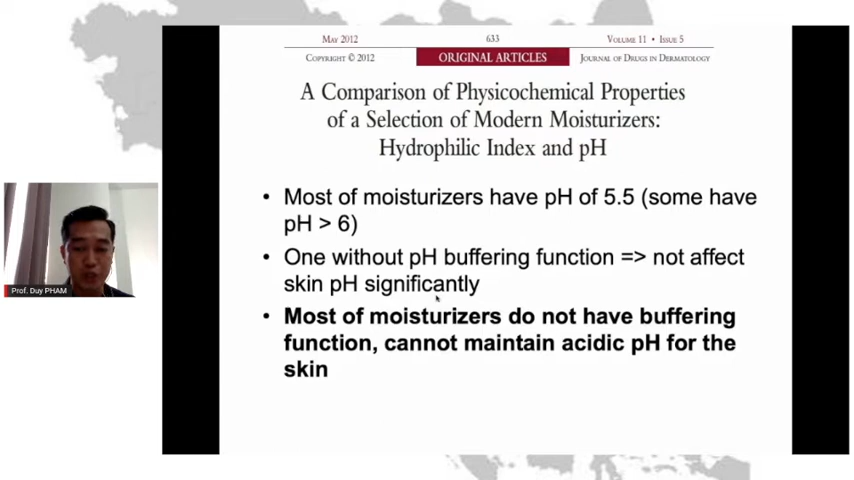 May 2012
633
Volume 11 • Issue 5
Copyright © 2012
ORIGINAL ARTICLES
Journal of Drugs in Dermatology
A Comparison of Physicochemical Properties
of a Selection of Modern Moisturizers:
Hydrophilic Index and pH
• Most of moisturizers have pH of 5.5 (some have
pH > 6)
• One without pH buffering function => not affect
skin pH significantly
• Most of moisturizers do not have buffering
function, cannot maintain acidic pH for the
skin
Prof. Duy PHAM